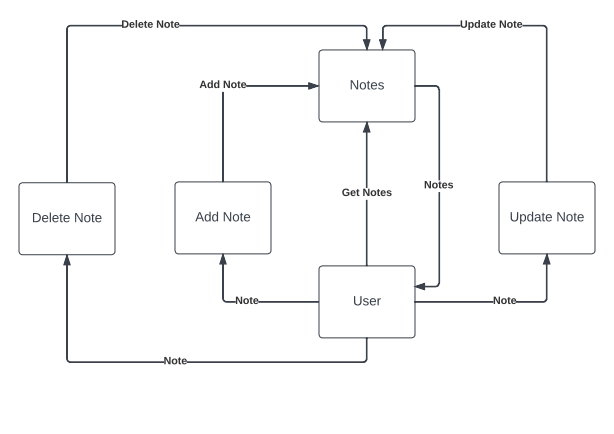 Delete Note
Update Note
Add Note
Notes
Get Notes
Notes
Delete Note
Add Note
Update Note
Note
User
Note
Note